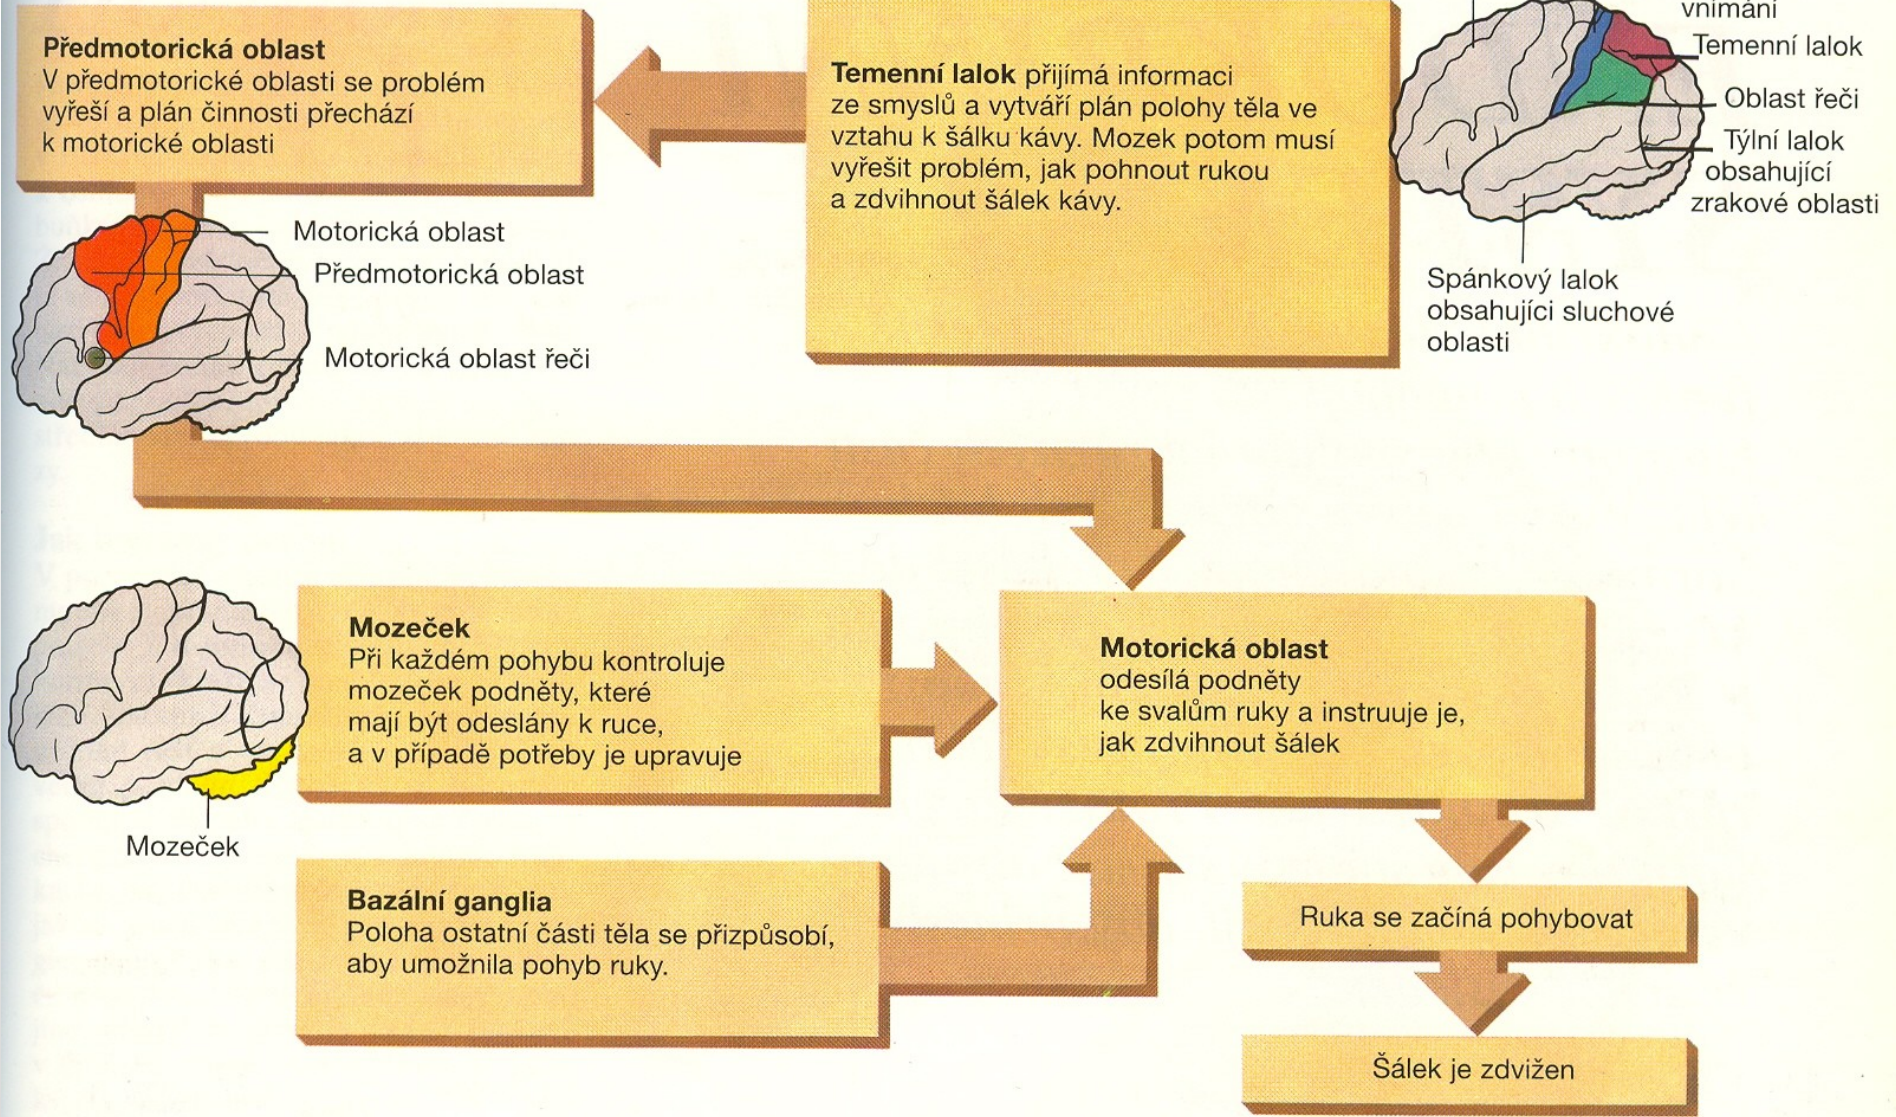 Předmotorická oblast
V předmotorické oblasti se problém
vyřeší a plán činnosti přechází
k motorické oblasti
Temenní lalok přijímá informaci
ze smyslů a vytváří plán polohy těla ve
vztahu k šálku kávy. Mozek potom musí
vyřešit problém, jak pohnout rukou
a zdvihnout šálek kávy.
vnímání
Temenní lalok
Oblast řeči
Týlní lalok
obsahující
zrakové oblasti
Spánkový lalok
obsahujíci sluchové
oblasti
Motorická oblast
Předmotorická oblast
Motorická oblast řeči
Mozeček
Při každém pohybu kontroluje
mozeček podněty, které
mají být odeslány k ruce,
a v případě potřeby je upravuje
Mozeček
Motorická oblast
odesílá podněty
ke svalům ruky a instruuje je,
jak zdvihnout šálek
Bazální ganglia
Poloha ostatní části těla se přizpůsobí,
aby umožnila pohyb ruky.
Ruka se začíná pohybovat
Šálek je zdvižen